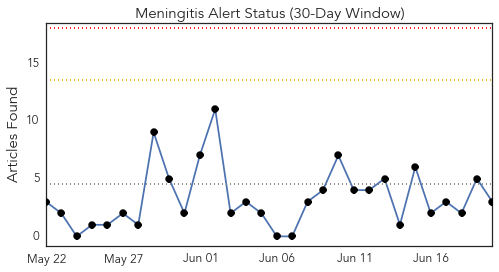 Meningitis Alert Status (30-Day Window)
Articles Found
15
10
5
0
May 22 May 27 Jun 01 Jun 06 Jun 11 Jun 16